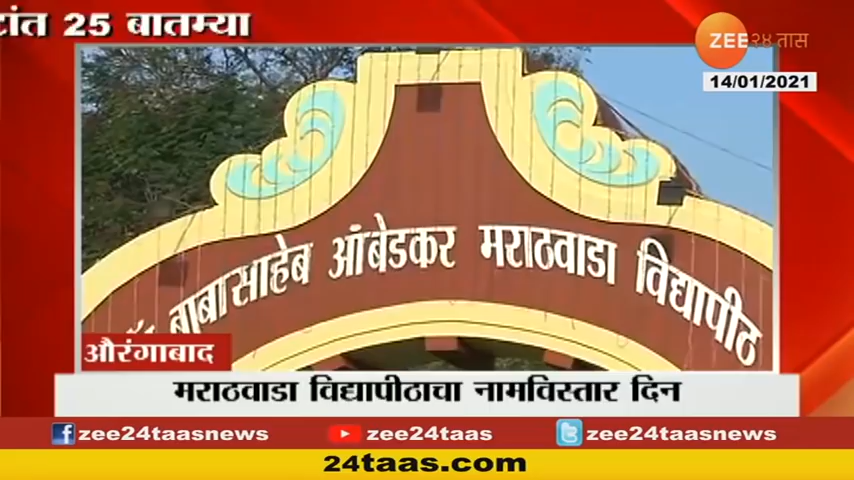 टांत 25 बातम्या
ZEE २४ तास
14/01/2021
बाबासाहेब आंबेडकर मराठवाडा विद्यापीठ
औरंगाबाद
मराठवाडा विद्यापीठाचा नामविस्तार दिन
zee24taasnews
zee24taas
zee24taasnews
24taas.com